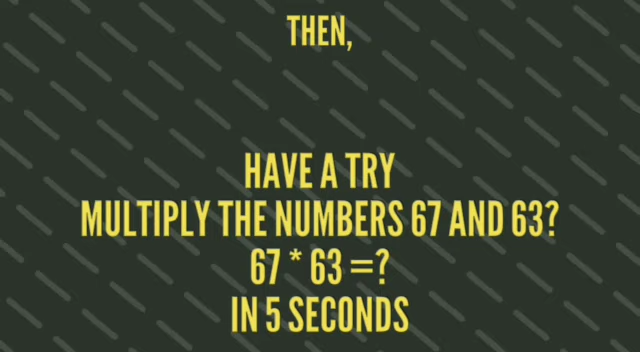 THEN,
HAVE A TRY
MULTIPLY THE NUMBERS 67 AND 63?
67 * 63 =?
IN 5 SECONDS